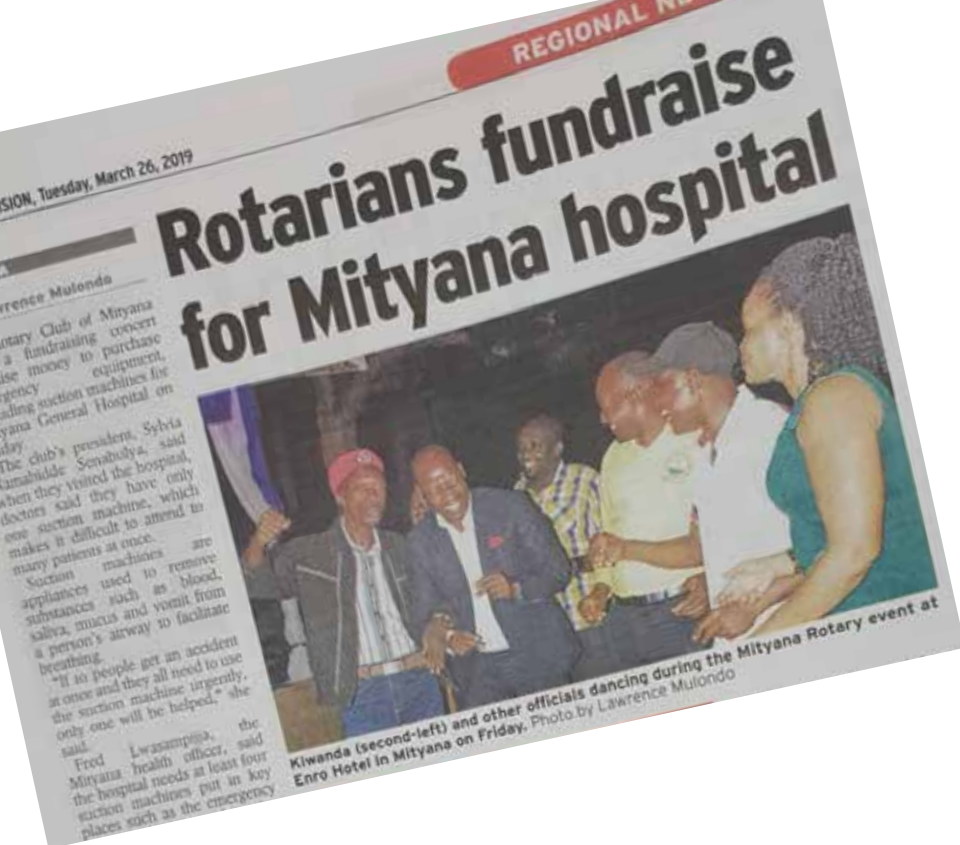 REGIONAL
SION, Tuesday, March 26, 2019
Rotarians fundraise
for Mityana hospital
rence Mulondo
otary Club of Mityana
a fundraising concert
ise money to purchase
rgency equipment,
uding suction machines for
yana General Hospital on
day.
The club's president, Sylvia
Senabulya, said
when they visited the hospital,
doctors said they have only
one suction machine, which
makes it difficult to attend to
many patients at once.
Suction machines are
appliances used to remove
substances such as blood,
saliva, mucus and vomit from
a person's airway to facilitate
breathing.
"If 10 people get an accident
at once and they all need to use
the suction machine urgently,
only one will be helped," she
said.
Fred Lwasampijja, the
Mityana health officer, said
the hospital needs at least four
suction machines put in key
places such as the emergency
Kiwanda (second-left) and other officials dancing during the Mityana Rotary event at
Enro Hotel in Mityana on Friday. Photo by Lawrence Mulondo